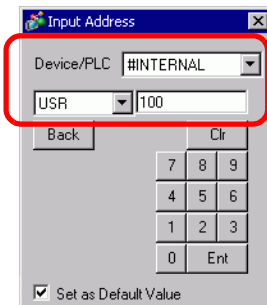 Input Address
Device/PLC #INTERNAL
USR 100
Back Clr
7 8 9
4 5 6
1 2 3
0 Ent
Set as Default Value